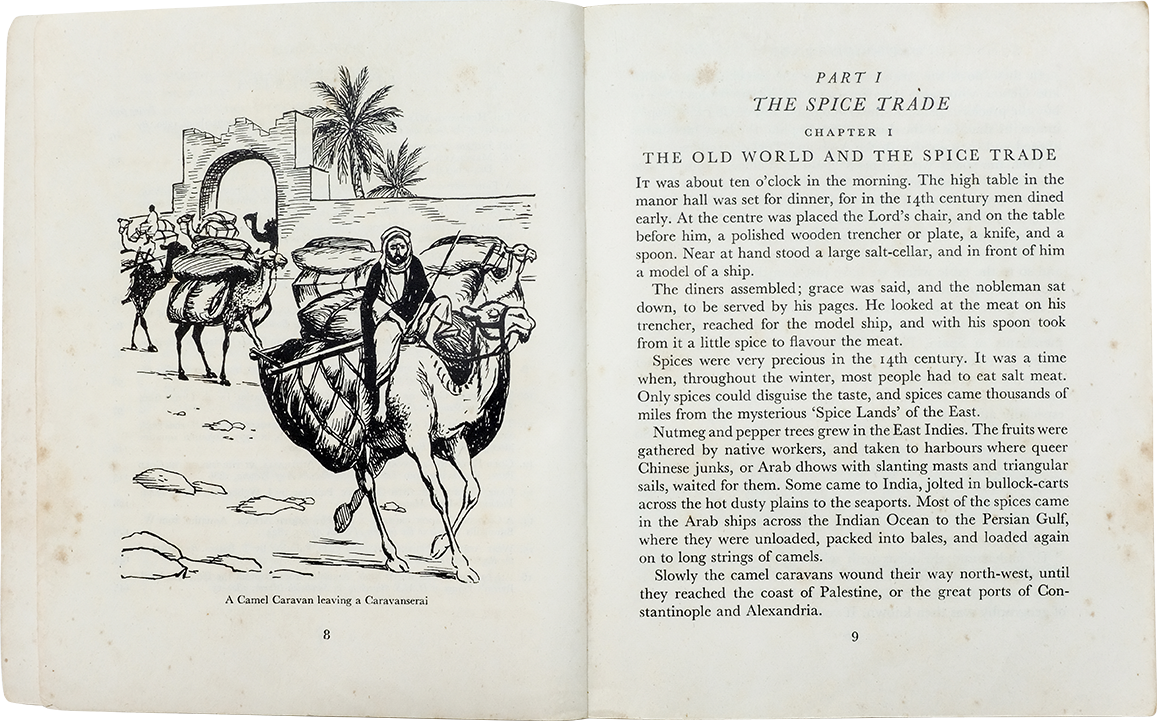 A Camel Caravan leaving a Caravanserai
8
PART I
THE SPICE TRADE
CHAPTER I
THE OLD WORLD AND THE SPICE TRADE
IT was about ten o'clock in the morning. The high table in the
manor hall was set for dinner, for in the 14th century men dined
early. At the centre was placed the Lord's chair, and on the table
before him, a polished wooden trencher or plate, a knife, and a
spoon. Near at hand stood a large salt-cellar, and in front of him
a model of a ship.
The diners assembled; grace was said, and the nobleman sat
down, to be served by his pages. He looked at the meat on his
trencher, reached for the model ship, and with his spoon took
from it a little spice to flavour the meat.
Spices were very precious in the 14th century. It was a time
when, throughout the winter, most people had to eat salt meat.
Only spices could disguise the taste, and spices came thousands of
miles from the mysterious 'Spice Lands' of the East.
Nutmeg and pepper trees grew in the East Indies. The fruits were
gathered by native workers, and taken to harbours where queer
Chinese junks, or Arab dhows with slanting masts and triangular
sails, waited for them. Some came to India, jolted in bullock-carts
across the hot dusty plains to the seaports. Most of the spices came
in the Arab ships across the Indian Ocean to the Persian Gulf,
where they were unloaded, packed into bales, and loaded again
on to long strings of camels.
Slowly the camel caravans wound their way north-west, until
they reached the coast of Palestine, or the great ports of Con-
stantinople and Alexandria.
9